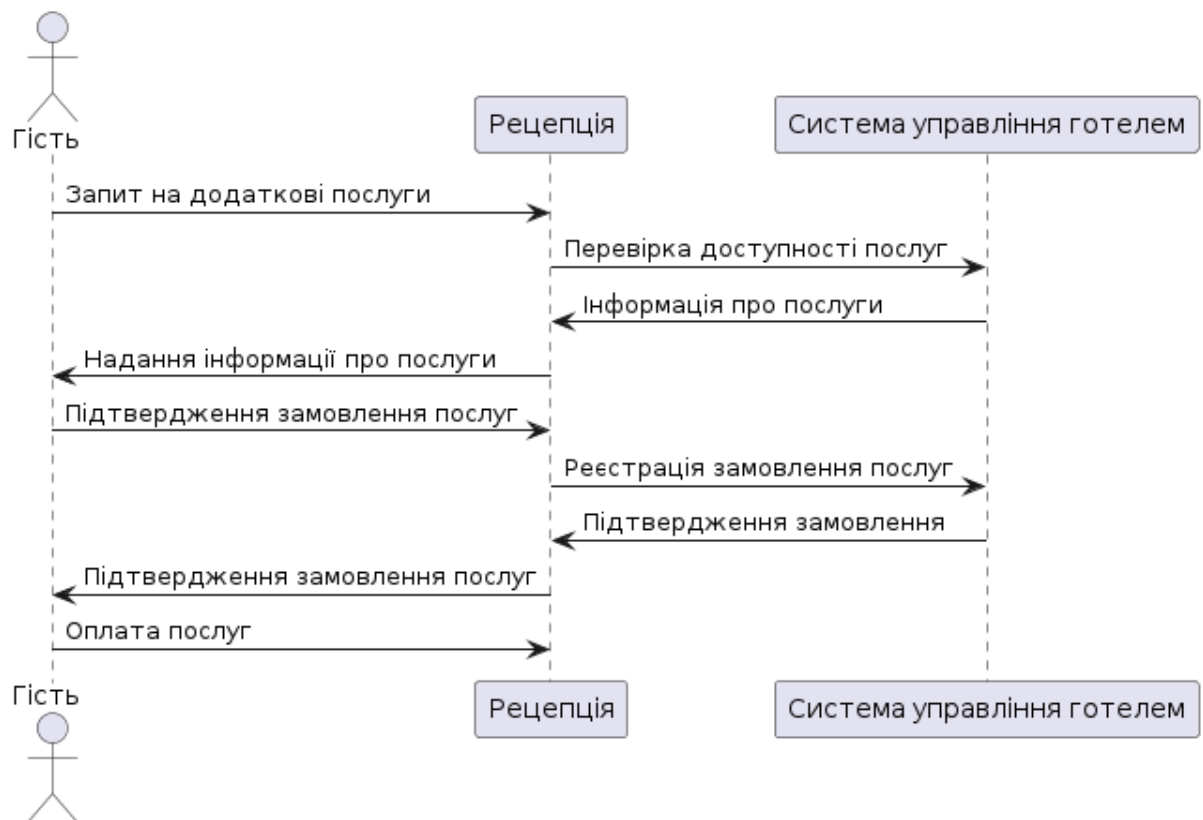 Гість
Рецепція
Система управління готелем
Запит на додаткові послуги
Перевірка доступності послуг
Інформація про послуги
Надання інформації про послуги
Підтвердження замовлення послуг
Реєстрація замовлення послуг
Підтвердження замовлення
Підтвердження замовлення послуг
Оплата послуг
Гість
Рецепція
Система управління готелем